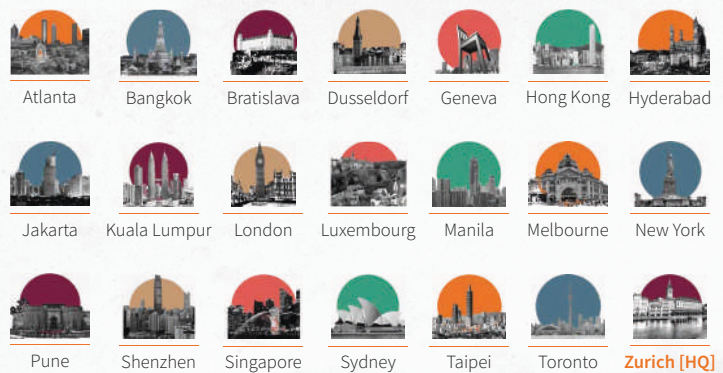 Atlanta
Bangkok
Bratislava
Dusseldorf
Geneva
Hong Kong
Hyderabad
Jakarta
Kuala Lumpur
London
Luxembourg
Manila
Melbourne
New York
Pune
Shenzhen
Singapore
Sydney
Taipei
Toronto
Zurich [HQ]